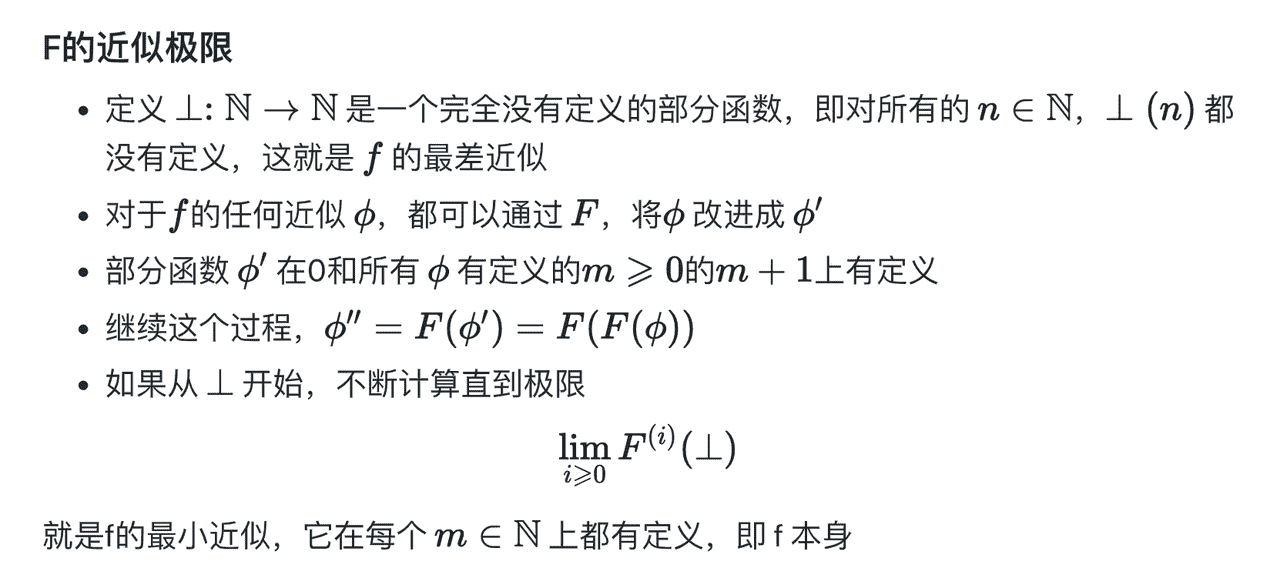 F的近似极限
• 定义 ⊥: ℕ → ℕ 是一个完全没有定义的部分函数，即对所有的 n ∈ ℕ，⊥ (n) 都
没有定义，这就是 f 的最差近似
• 对于f的任何近似 ϕ，都可以通过 F，将ϕ 改进成 ϕ′
• 部分函数 ϕ′ 在0和所有 ϕ 有定义的m ⩾ 0的m + 1上有定义
• 继续这个过程，ϕ′′ = F(ϕ′) = F(F(ϕ))
• 如果从 ⊥ 开始，不断计算直到极限
lim F⁽ⁱ⁾(⊥)
i⩾0
就是f的最小近似，它在每个 m ∈ ℕ 上都有定义，即 f 本身